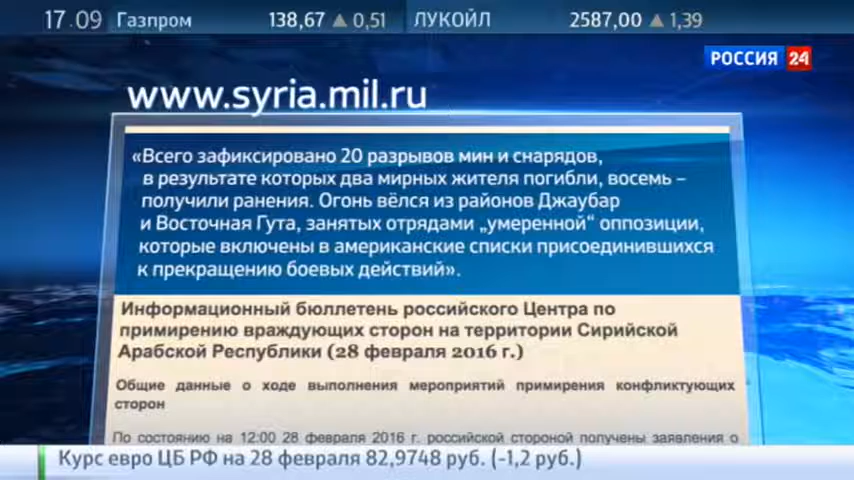 17.09 Газпром 138,67 ▲ 0,51 ЛУКОЙЛ 2587,00 ▲ 1,39
РОССИЯ 24
www.syria.mil.ru
«Всего зафиксировано 20 разрывов мин и снарядов,
в результате которых два мирных жителя погибли, восемь –
получили ранения. Огонь вёлся из районов Джаубар
и Восточная Гута, занятых отрядами „умеренной“ оппозиции,
которые включены в американские списки присоединившихся
к прекращению боевых действий».
Информационный бюллетень российского Центра по
примирению враждующих сторон на территории Сирийской
Арабской Республики (28 февраля 2016 г.)
Общие данные о ходе выполнения мероприятий примирения конфликтующих
сторон
По состоянию на 12:00 28 февраля 2016 г. российской стороной получены заявления о
Курс евро ЦБ РФ на 28 февраля 82,9748 руб. (-1,2 руб.)